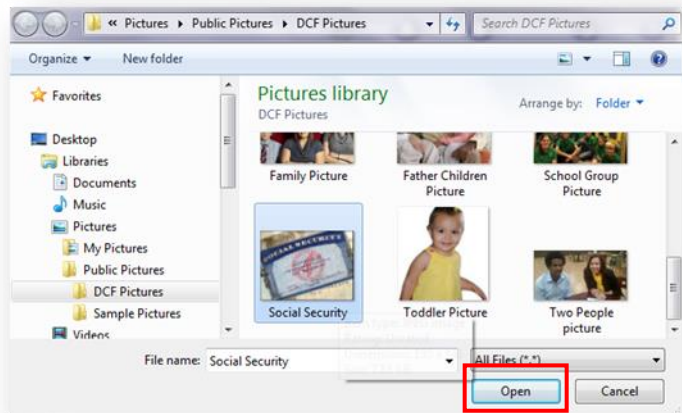 « Pictures ▸ Public Pictures ▸ DCF Pictures
Search DCF Pictures
Organize
New folder
Favorites
Desktop
Libraries
Documents
Music
Pictures
My Pictures
Public Pictures
DCF Pictures
Sample Pictures
Videos
Pictures library
DCF Pictures
Arrange by: Folder
Family Picture
Father Children
Picture
School Group
Picture
SOCIAL SECURITY
Social Security
Toddler Picture
Two People
picture
File name: Social Security
All Files (*.*)
Open
Cancel